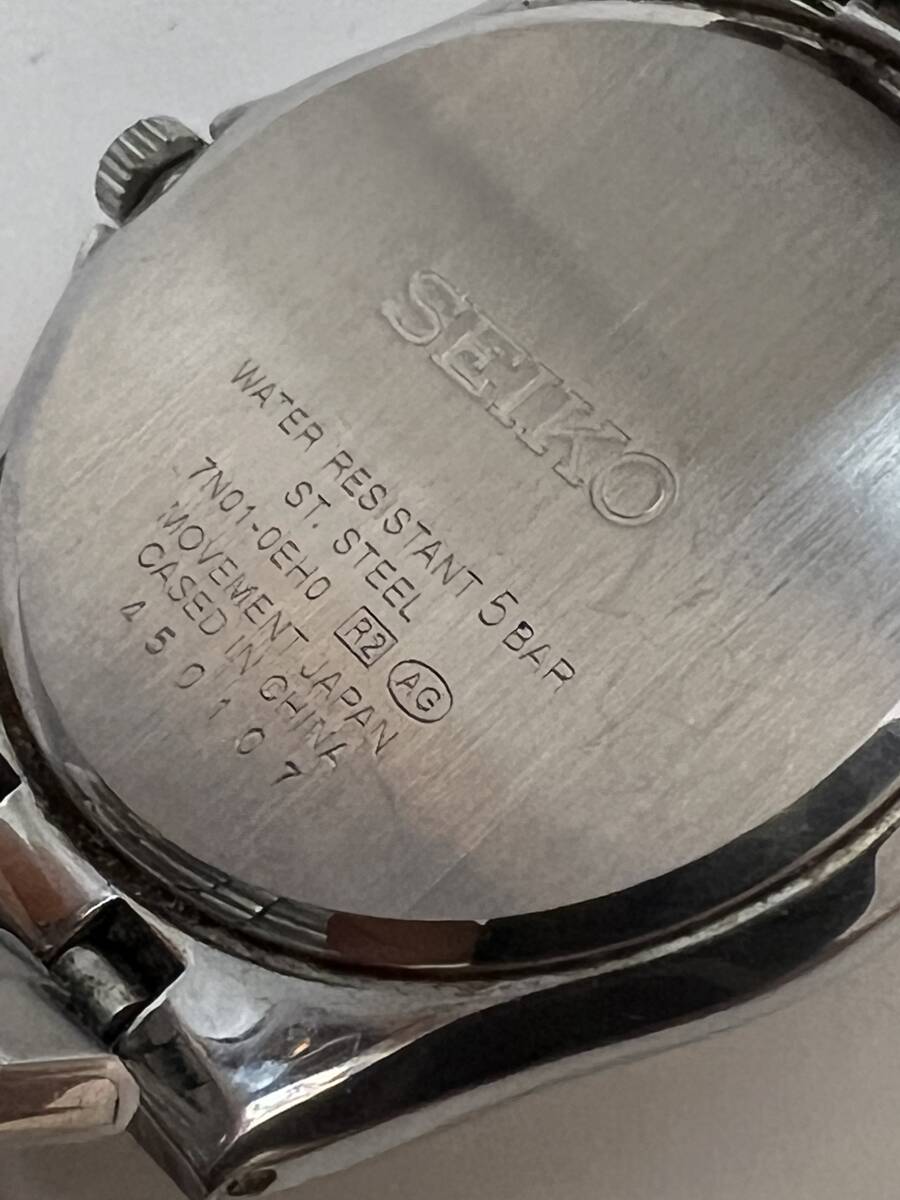 SEIKO
WATER RESISTANT 5 BAR
ST. STEEL
7N01-0EH0 R2 AG
MOVEMENT JAPAN
CASED IN CHINA
450107